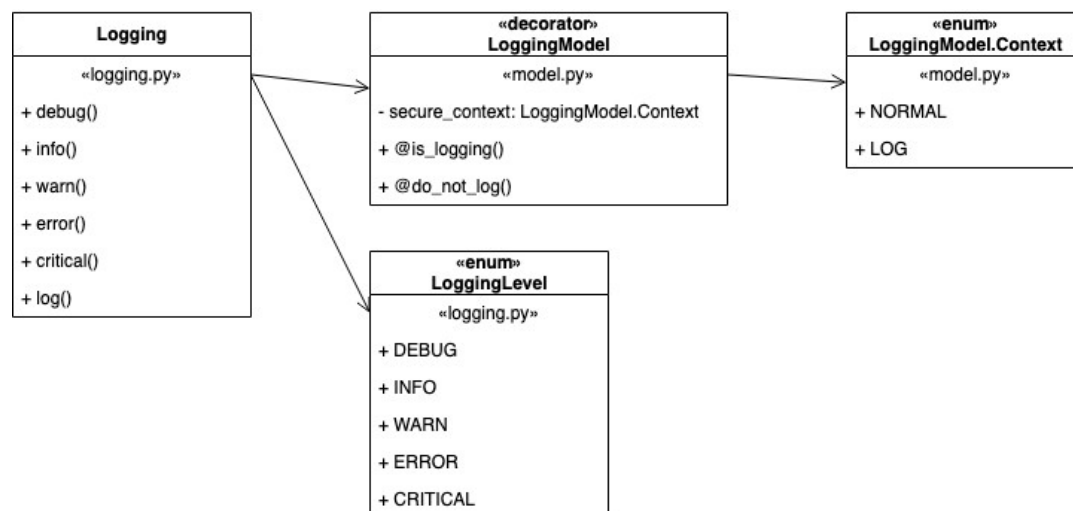 Logging
«logging.py»
+ debug()
+ info()
+ warn()
+ error()
+ critical()
+ log()
«decorator»
LoggingModel
«model.py»
- secure_context: LoggingModel.Context
+ @is_logging()
+ @do_not_log()
«enum»
LoggingModel.Context
«model.py»
+ NORMAL
+ LOG
«enum»
LoggingLevel
«logging.py»
+ DEBUG
+ INFO
+ WARN
+ ERROR
+ CRITICAL